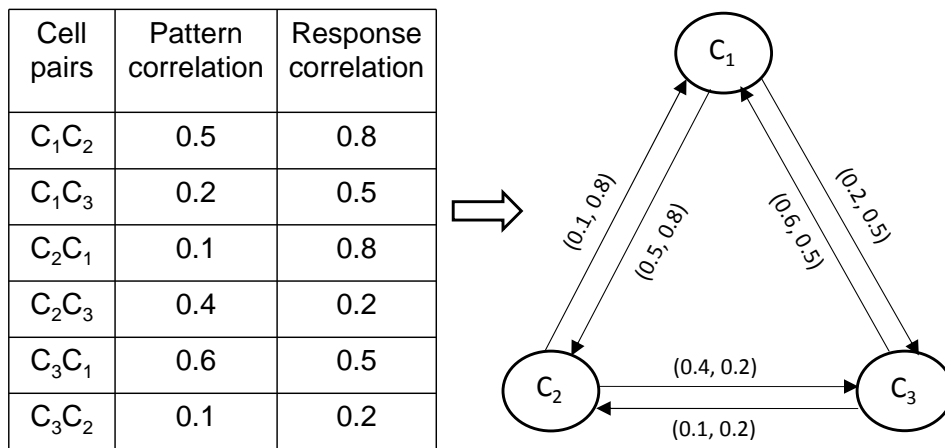 Cell pairs Pattern correlation Response correlation
C₁C₂ 0.5 0.8
C₁C₃ 0.2 0.5
C₂C₁ 0.1 0.8
C₂C₃ 0.4 0.2
C₃C₁ 0.6 0.5
C₃C₂ 0.1 0.2
C₁
(0.1, 0.8)
(0.5, 0.8)
(0.6, 0.5)
(0.2, 0.5)
C₂
(0.4, 0.2)
(0.1, 0.2)
C₃